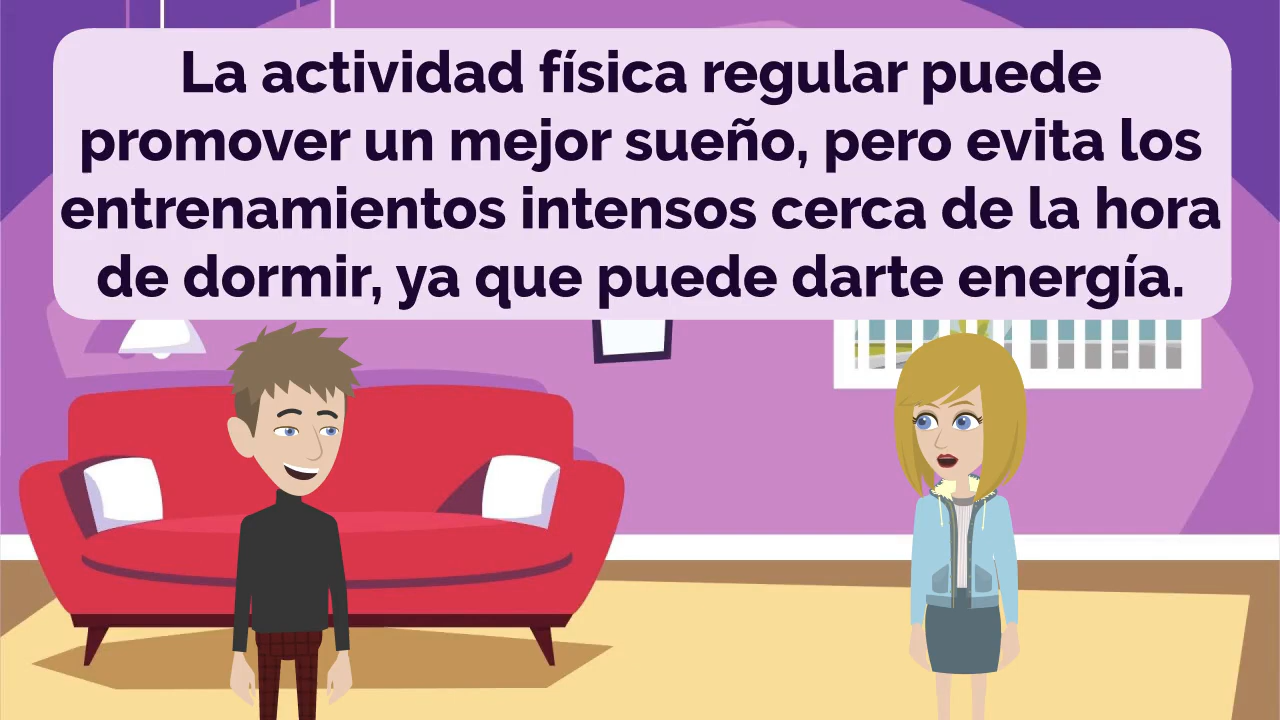 La actividad física regular puede
promover un mejor sueño, pero evita los
entrenamientos intensos cerca de la hora
de dormir, ya que puede darte energía.